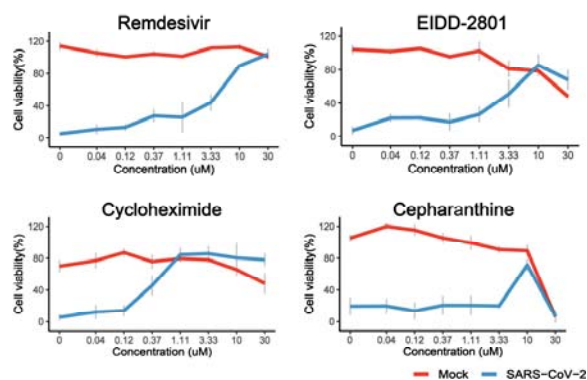 Remdesivir
EIDD-2801
Cell viability(%)
120
80
40
0
0 0.04 0.12 0.37 1.11 3.33 10 30
Concentration (uM)
Cell viability(%)
120
80
40
0
0 0.04 0.12 0.37 1.11 3.33 10 30
Concentration (uM)
Cycloheximide
Cepharanthine
Cell viability(%)
120
80
40
0
0 0.04 0.12 0.37 1.11 3.33 10 30
Concentration (uM)
Cell viability(%)
120
80
40
0
0 0.04 0.12 0.37 1.11 3.33 10 30
Concentration (uM)
Mock SARS-CoV-2